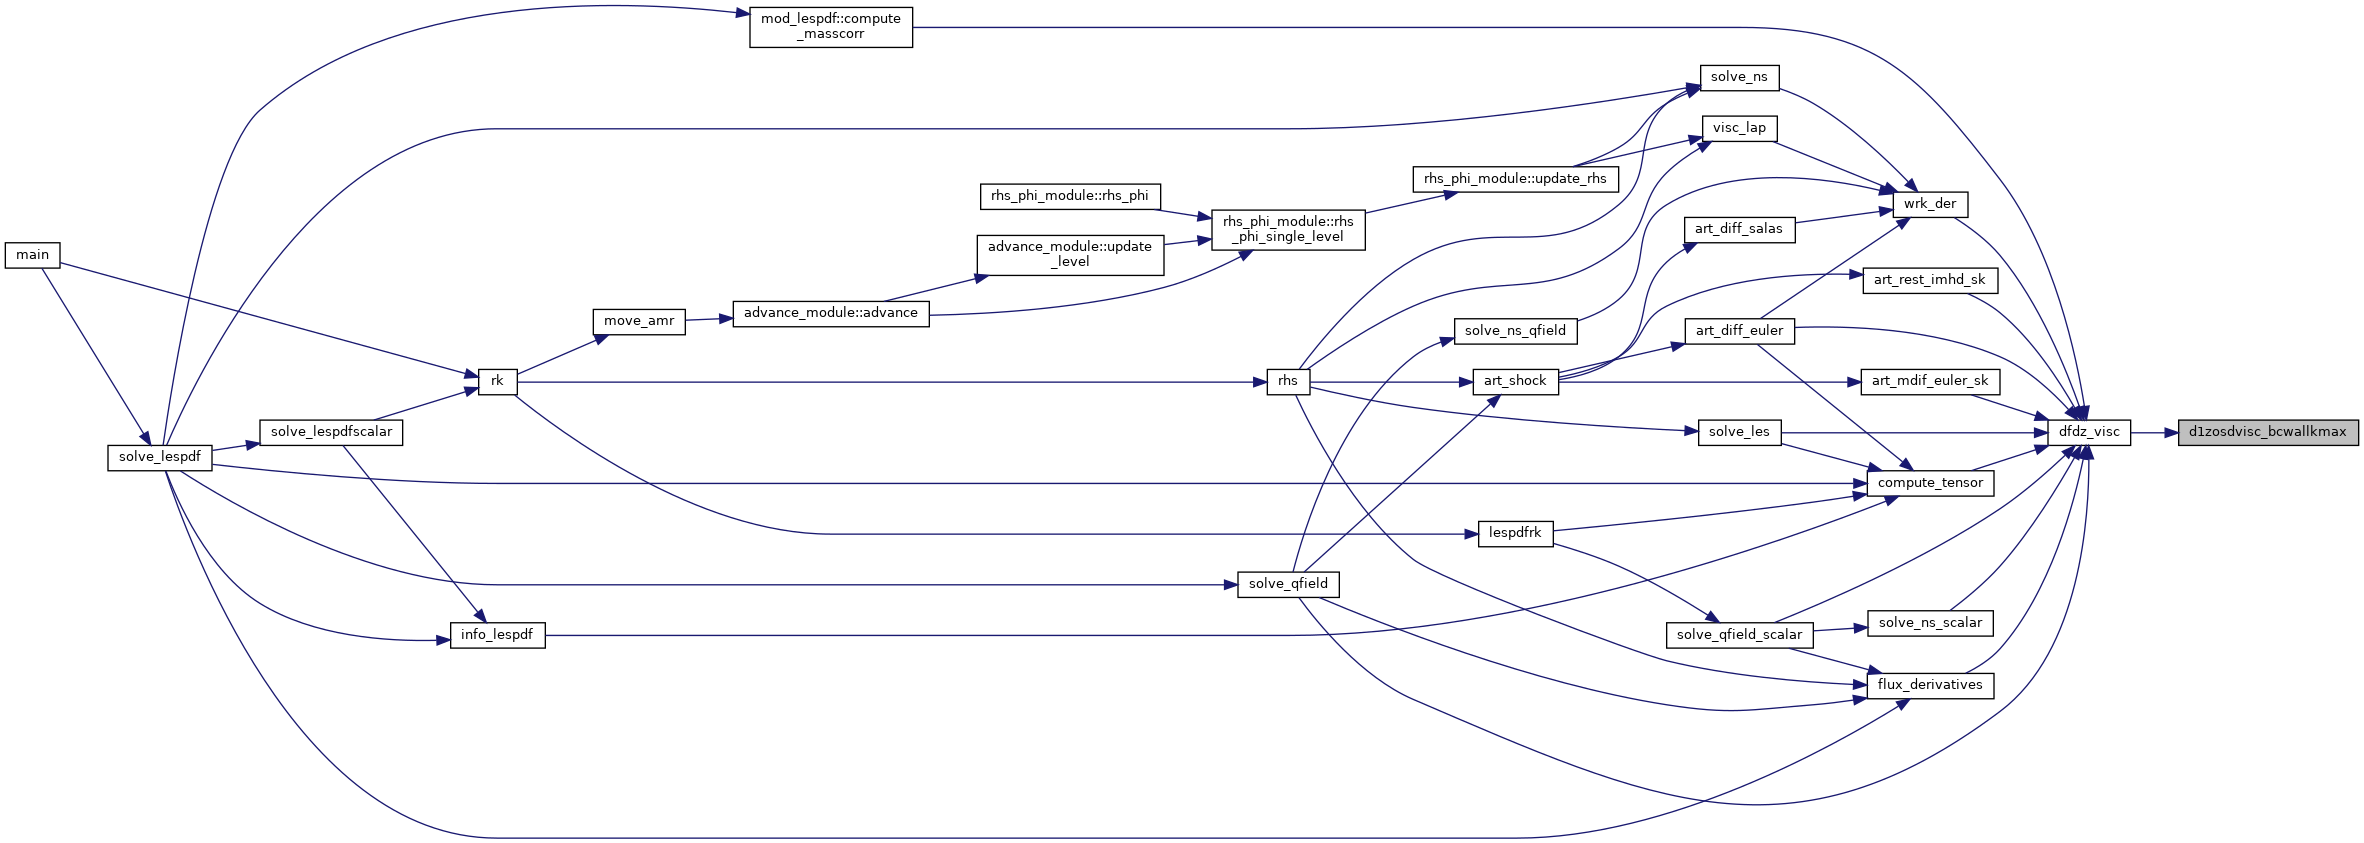 mod_lespdf::compute
_masscorr
solve_ns
visc_lap
rhs_phi_module::update_rhs
rhs_phi_module::rhs_phi
wrk_der
rhs_phi_module::rhs
_phi_single_level
art_diff_salas
main
advance_module::update
_level
art_rest_imhd_sk
advance_module::advance
move_amr
solve_ns_qfield
art_diff_euler
rk
rhs
art_shock
art_mdif_euler_sk
solve_lespdfscalar
solve_les
dfdz_visc
d1zosdvisc_bcwallkmax
solve_lespdf
compute_tensor
lespdfrk
solve_qfield
solve_ns_scalar
info_lespdf
solve_qfield_scalar
flux_derivatives